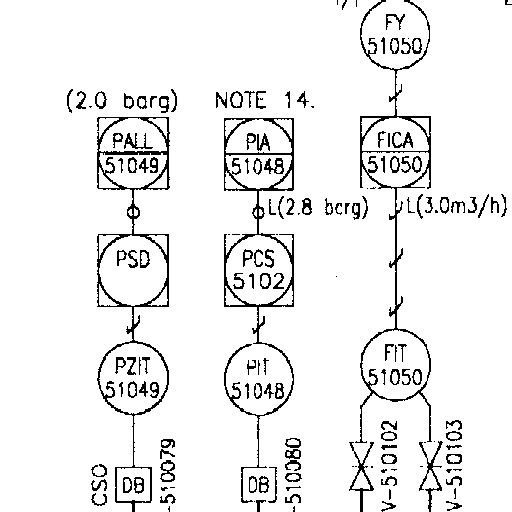 FY
51050
(2.0 barg)
NOTE 14.
PALL
51049
PIA
51048
FICA
51050
L(2.8 barg)
L(3.0m3/h)
PSD
PCS
5102
PZIT
51049
PIT
51048
FIT
51050
CSO
DB
-510079
DB
-510080
V-510102
V-510103